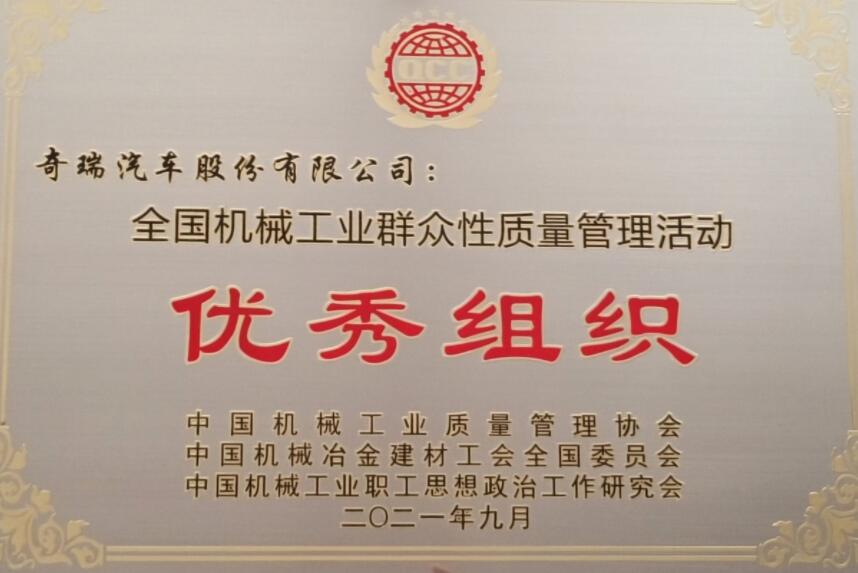 QCC
奇瑞汽车股份有限公司：
全国机械工业群众性质量管理活动
优秀组织
中国机械工业质量管理协会
中国机械冶金建材工会全国委员会
中国机械工业职工思想政治工作研究会
二〇二一年九月